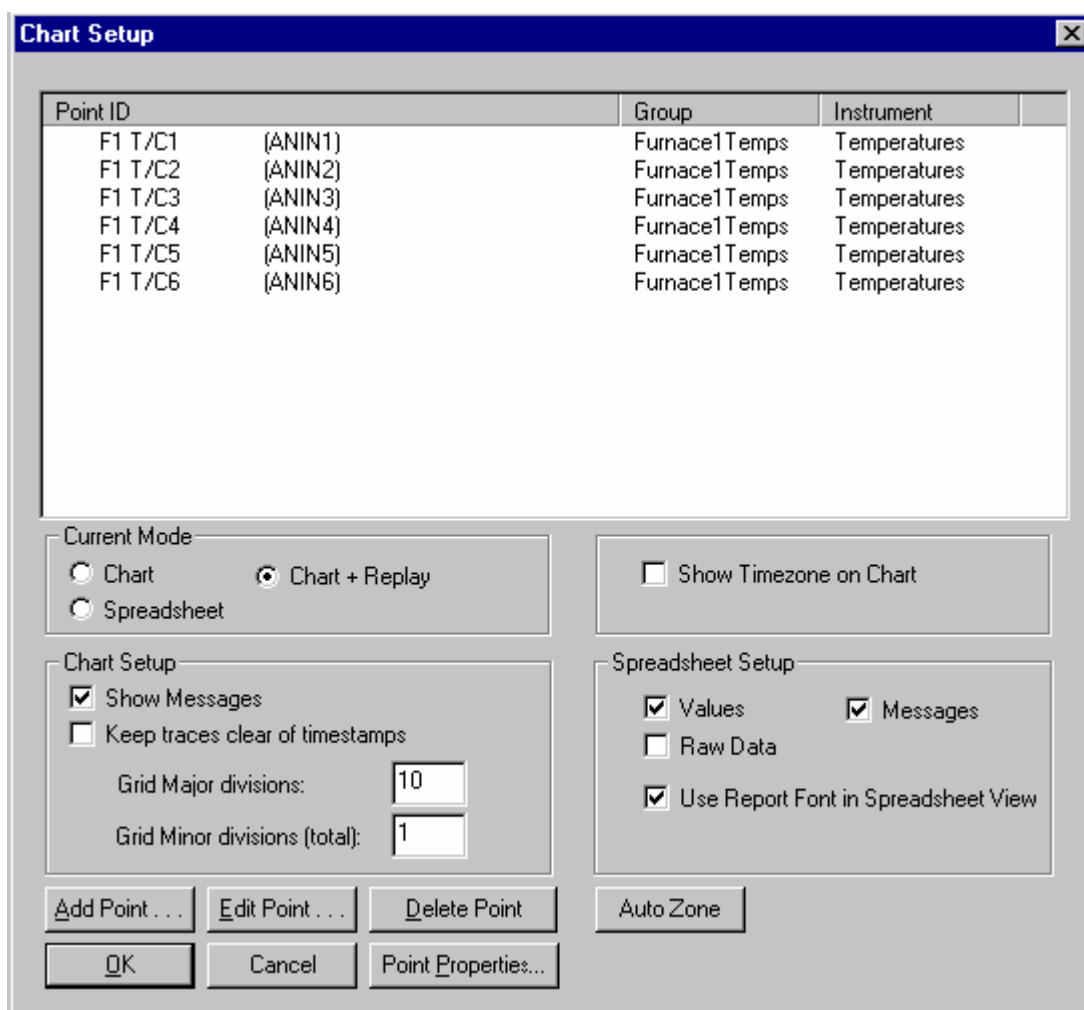 Chart Setup
Point ID Group Instrument
F1 T/C1 (ANIN1) Furnace1Temps Temperatures
F1 T/C2 (ANIN2) Furnace1Temps Temperatures
F1 T/C3 (ANIN3) Furnace1Temps Temperatures
F1 T/C4 (ANIN4) Furnace1Temps Temperatures
F1 T/C5 (ANIN5) Furnace1Temps Temperatures
F1 T/C6 (ANIN6) Furnace1Temps Temperatures
Current Mode
Chart Chart + Replay
Spreadsheet
Show Timezone on Chart
Chart Setup
Show Messages
Keep traces clear of timestamps
Grid Major divisions: 10
Grid Minor divisions (total): 1
Spreadsheet Setup
Values Messages
Raw Data
Use Report Font in Spreadsheet View
Add Point . . . Edit Point . . . Delete Point Auto Zone
OK Cancel Point Properties...